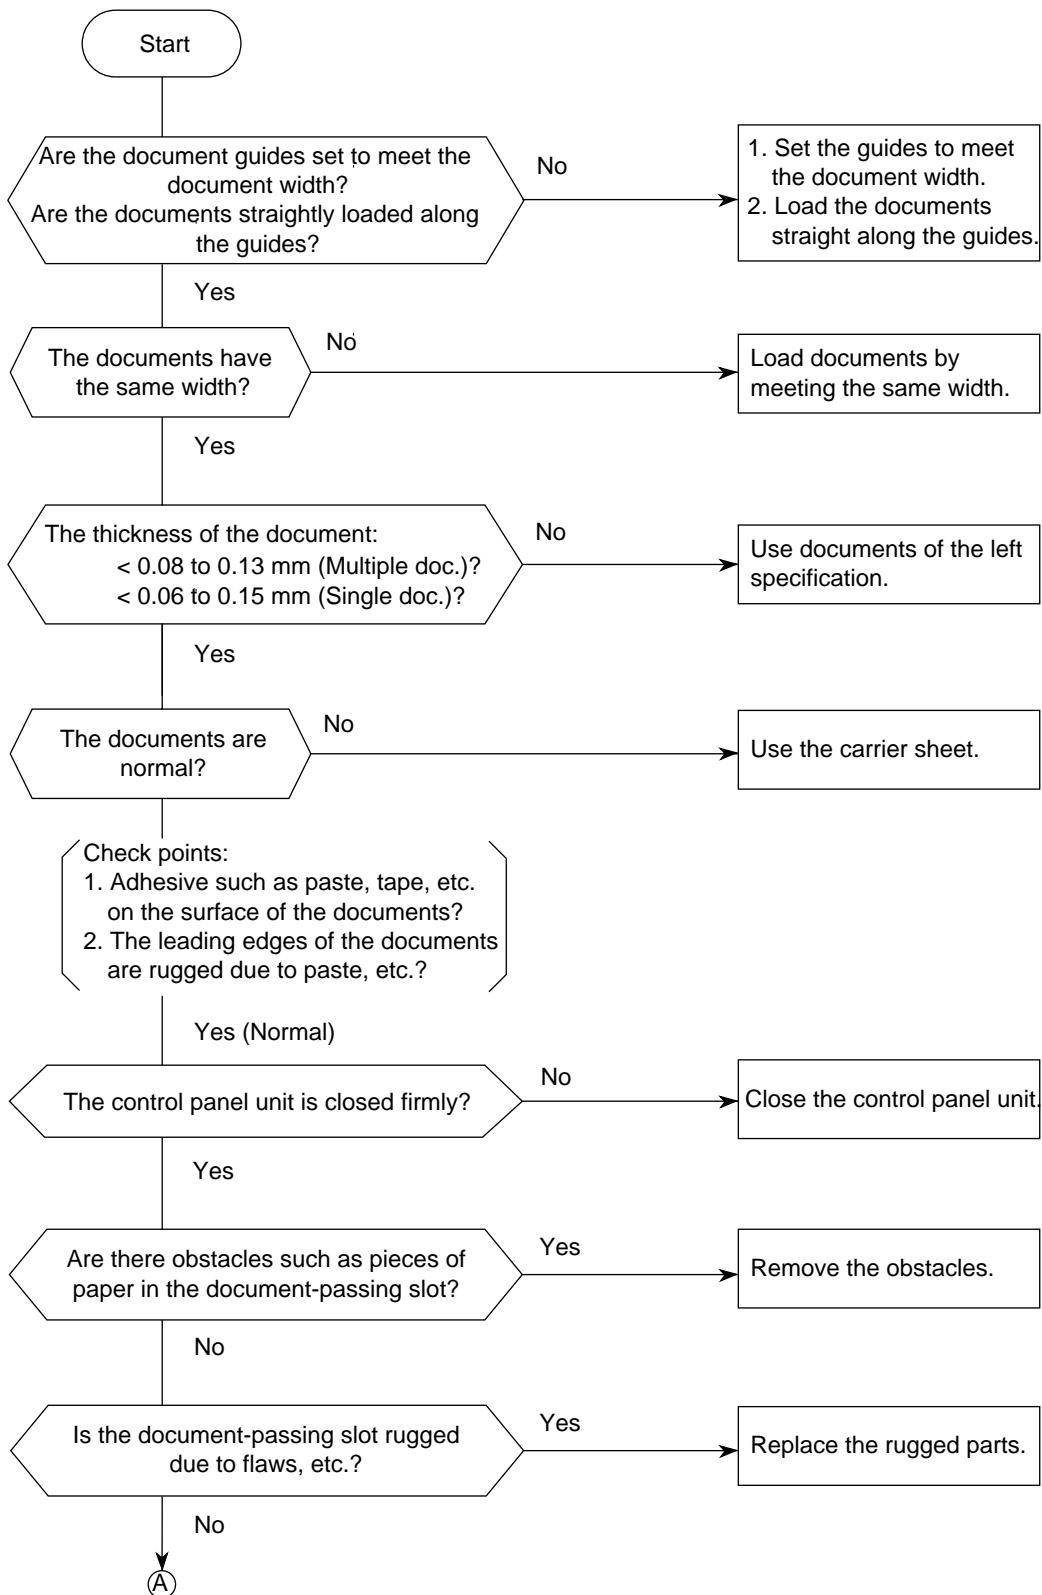 Start
Are the document guides set to meet the
document width?
Are the documents straightly loaded along
the guides?
No
1. Set the guides to meet
the document width.
2. Load the documents
straight along the guides.
Yes
The documents have
the same width?
No
Load documents by
meeting the same width.
Yes
The thickness of the document:
< 0.08 to 0.13 mm (Multiple doc.)?
< 0.06 to 0.15 mm (Single doc.)?
No
Use documents of the left
specification.
Yes
The documents are
normal?
No
Use the carrier sheet.
Check points:
1. Adhesive such as paste, tape, etc.
on the surface of the documents?
2. The leading edges of the documents
are rugged due to paste, etc.?
Yes (Normal)
The control panel unit is closed firmly?
No
Close the control panel unit.
Yes
Are there obstacles such as pieces of
paper in the document-passing slot?
Yes
Remove the obstacles.
No
Is the document-passing slot rugged
due to flaws, etc.?
Yes
Replace the rugged parts.
No
A